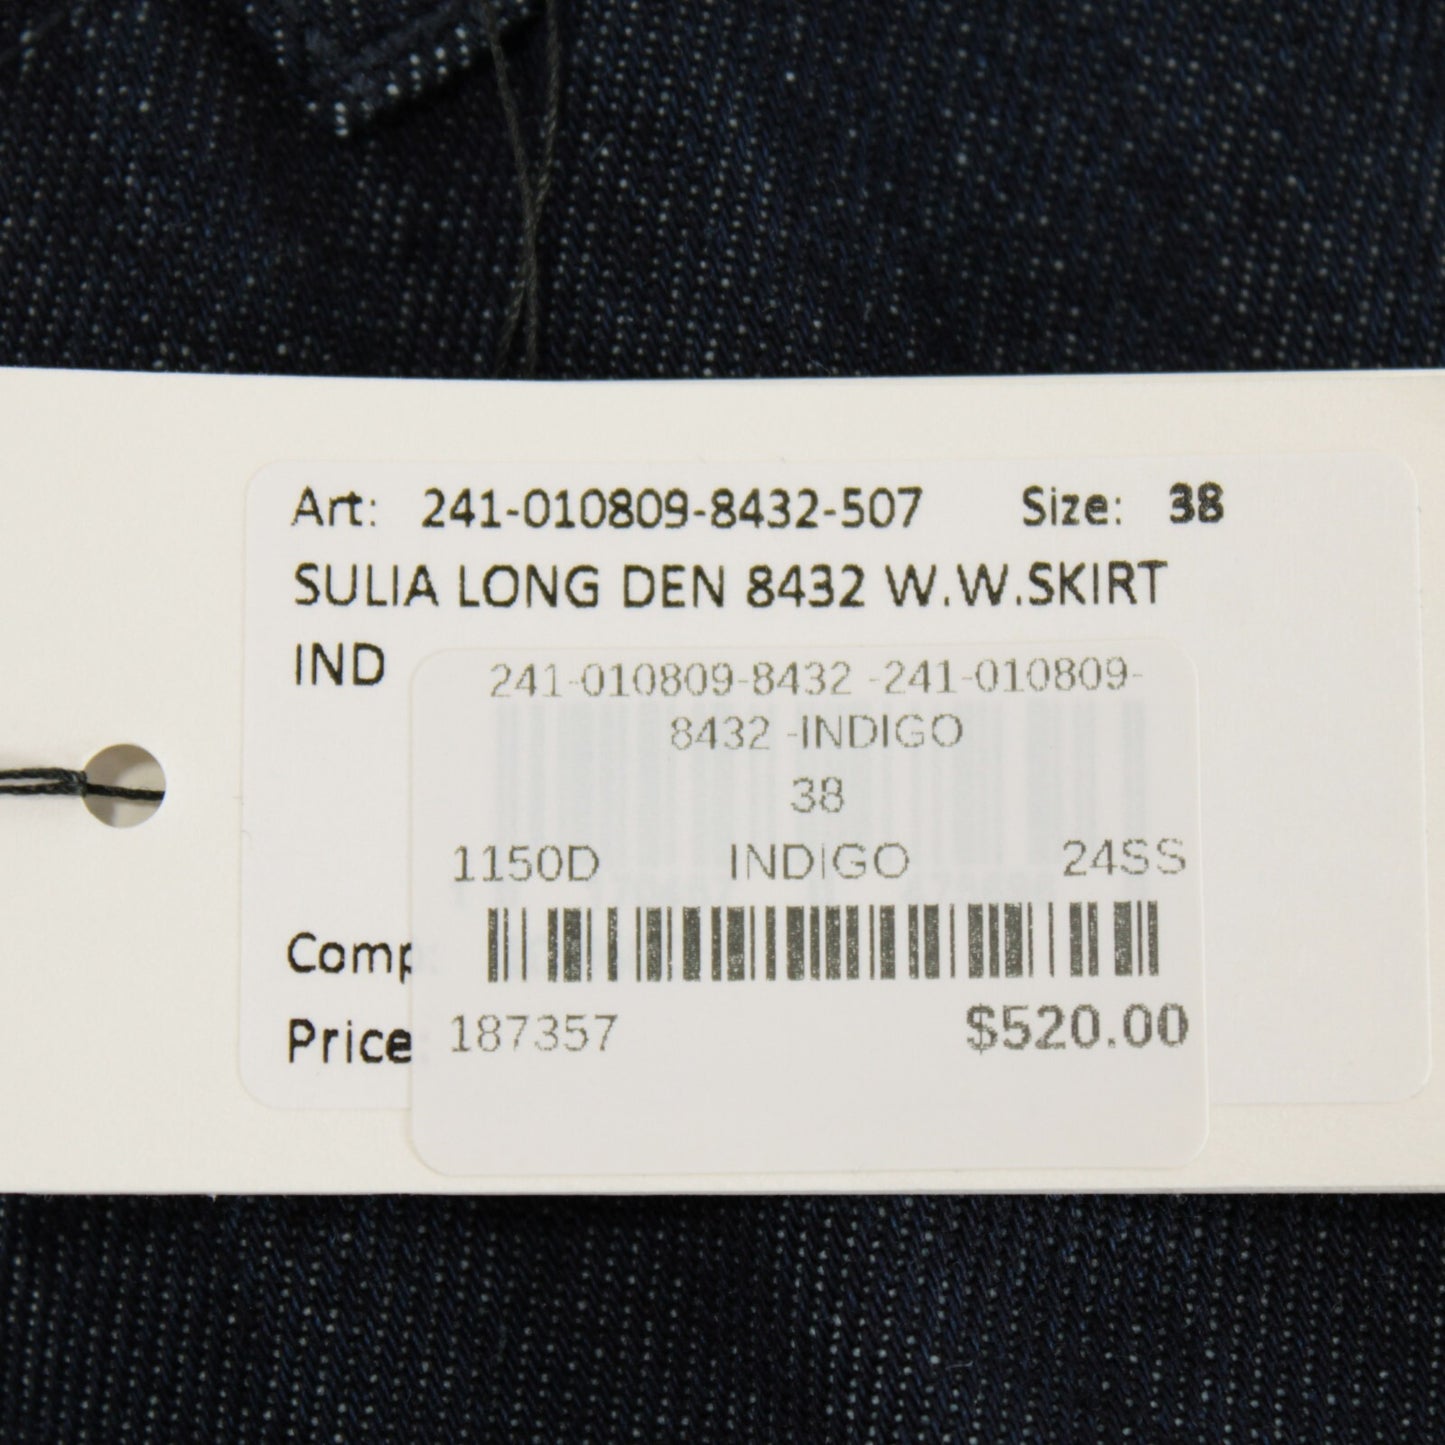 Art: 241-010809-8432-507 Size: 38
SULIA LONG DEN 8432 W.W.SKIRT
IND
241-010809-8432 -241-010809-
8432 -INDIGO
38
1150D INDIGO 24SS
Comp
Price:
187357 $520.00